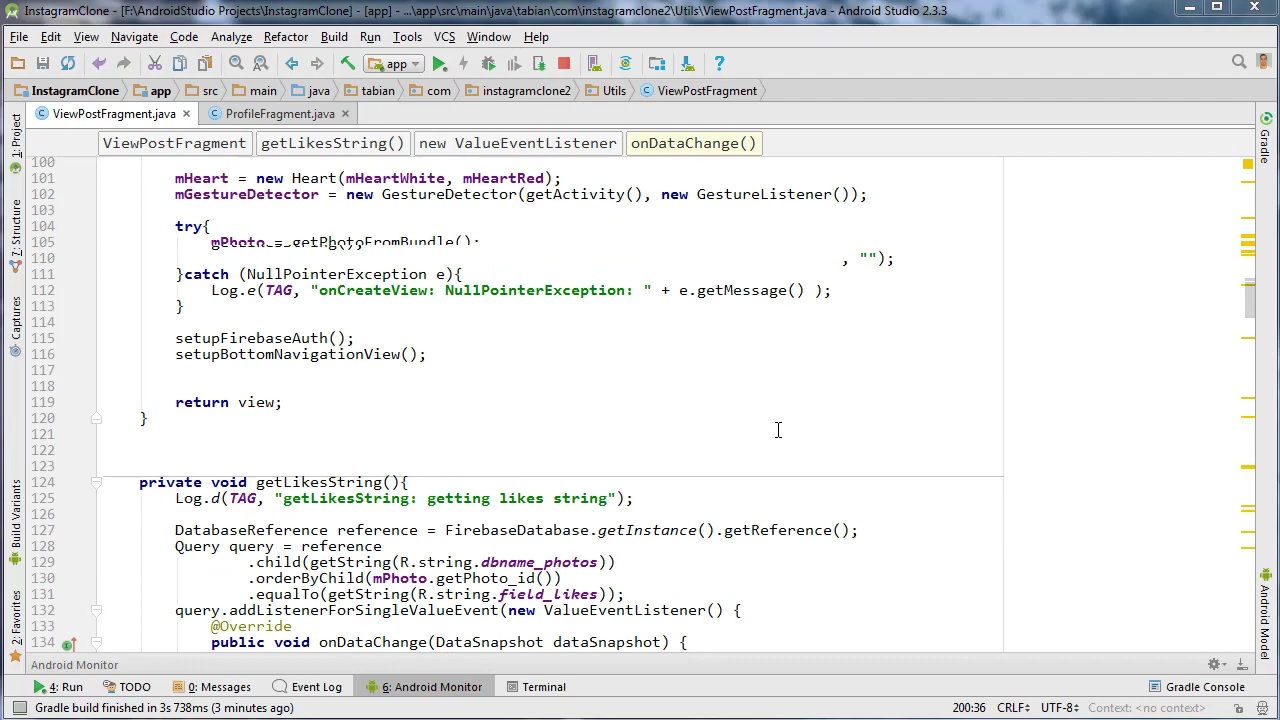 InstagramClone - [F:\AndroidStudio Projects\InstagramClone] - [app] - ...\app\src\main\java\tabian\com\instagramclone2\Utils\ViewPostFragment.java - Android Studio 2.3.3
File Edit View Navigate Code Analyze Refactor Build Run Tools VCS Window Help
app
InstagramClone app src main java tabian com instagramclone2 Utils ViewPostFragment
ViewPostFragment.java ProfileFragment.java
ViewPostFragment getLikesString() new ValueEventListener onDataChange()
100
101 mHeart = new Heart(mHeartWhite, mHeartRed);
102 mGestureDetector = new GestureDetector(getActivity(), new GestureListener());
103
104 try{
105 mPhoto = getPhotoFromBundle();
110 , "");
111 }catch (NullPointerException e){
112 Log.e(TAG, "onCreateView: NullPointerException: " + e.getMessage() );
113 }
114
115 setupFirebaseAuth();
116 setupBottomNavigationView();
117
118
119 return view;
120 }
121
122
123
124 private void getLikesString(){
125 Log.d(TAG, "getLikesString: getting likes string");
126
127 DatabaseReference reference = FirebaseDatabase.getInstance().getReference();
128 Query query = reference
129 .child(getString(R.string.dbname_photos))
130 .orderByChild(mPhoto.getPhoto_id())
131 .equalTo(getString(R.string.field_likes));
132 query.addListenerForSingleValueEvent(new ValueEventListener() {
133 @Override
134 public void onDataChange(DataSnapshot dataSnapshot) {
1: Project
7: Structure
Captures
Build Variants
2: Favorites
Gradle
Android Model
Android Monitor
4: Run TODO 0: Messages Event Log 6: Android Monitor Terminal Gradle Console
Gradle build finished in 3s 738ms (3 minutes ago) 200:36 CRLF UTF-8 Context: <no context>